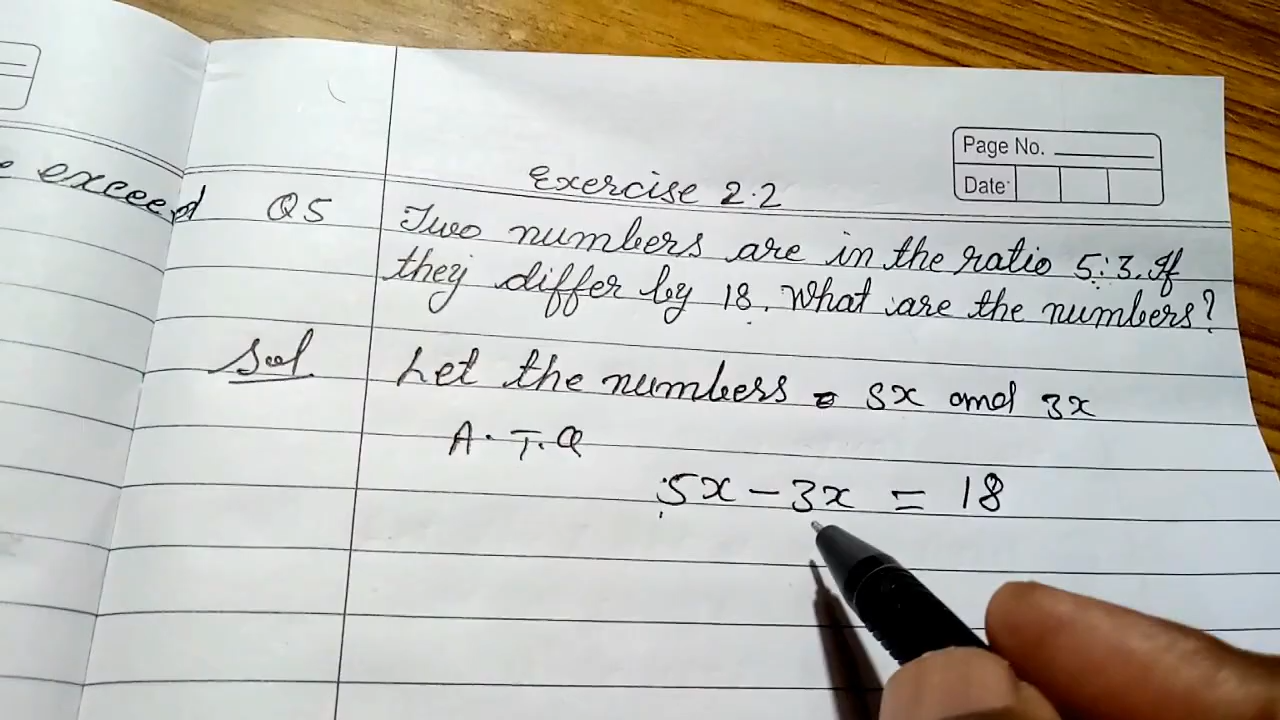 Page No.
Date
Exercise 2.2
exceed
Q5 Two numbers are in the ratio 5:3. If
they differ by 18. What are the numbers?
Sol. Let the numbers = 5x and 3x
A.T.Q
5x - 3x = 18